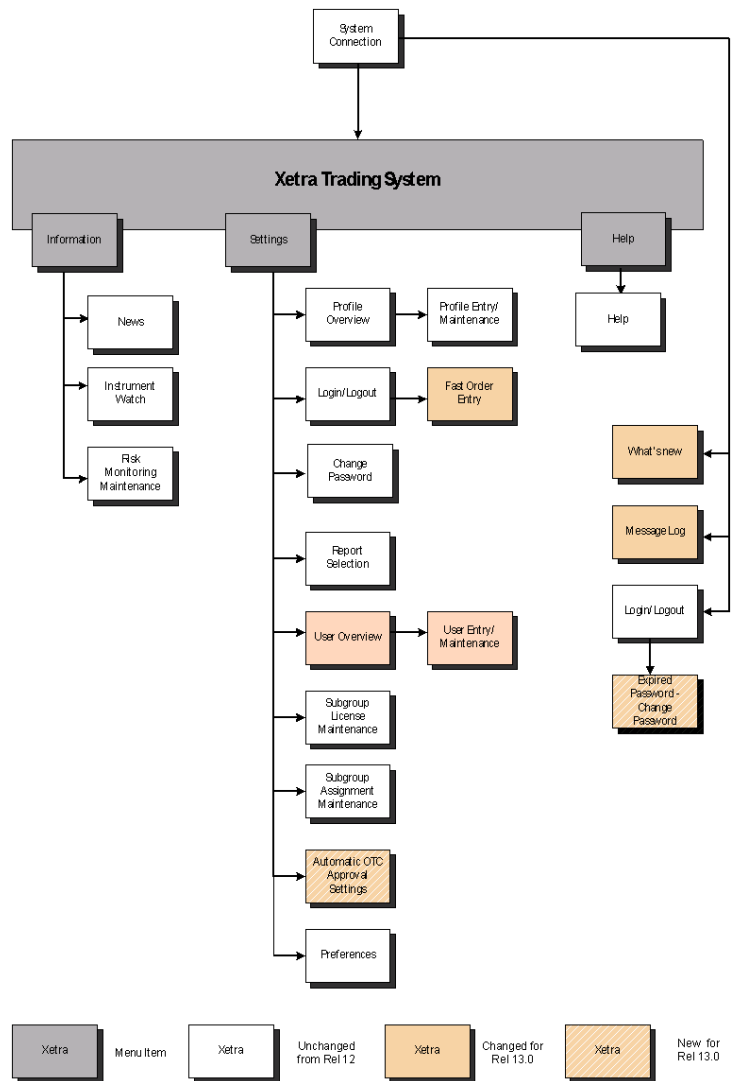 System
Connection
Xetra Trading System
Information
Settings
Help
News
Instrument
Watch
Risk
Monitoring
Maintenance
Profile
Overview
Profile Entry/
Maintenance
Login/Logout
Fast Order
Entry
Change
Password
Report
Selection
User Overview
User Entry/
Maintenance
Subgroup
License
Maintenance
Subgroup
Assignment
Maintenance
Automatic OTC
Approval
Settings
Preferences
Help
What's new
Message Log
Login/Logout
Expired
Password -
Change
Password
Xetra
Menu Item
Xetra
Unchanged
from Rel 12
Xetra
Changed for
Rel 13.0
Xetra
New for
Rel 13.0